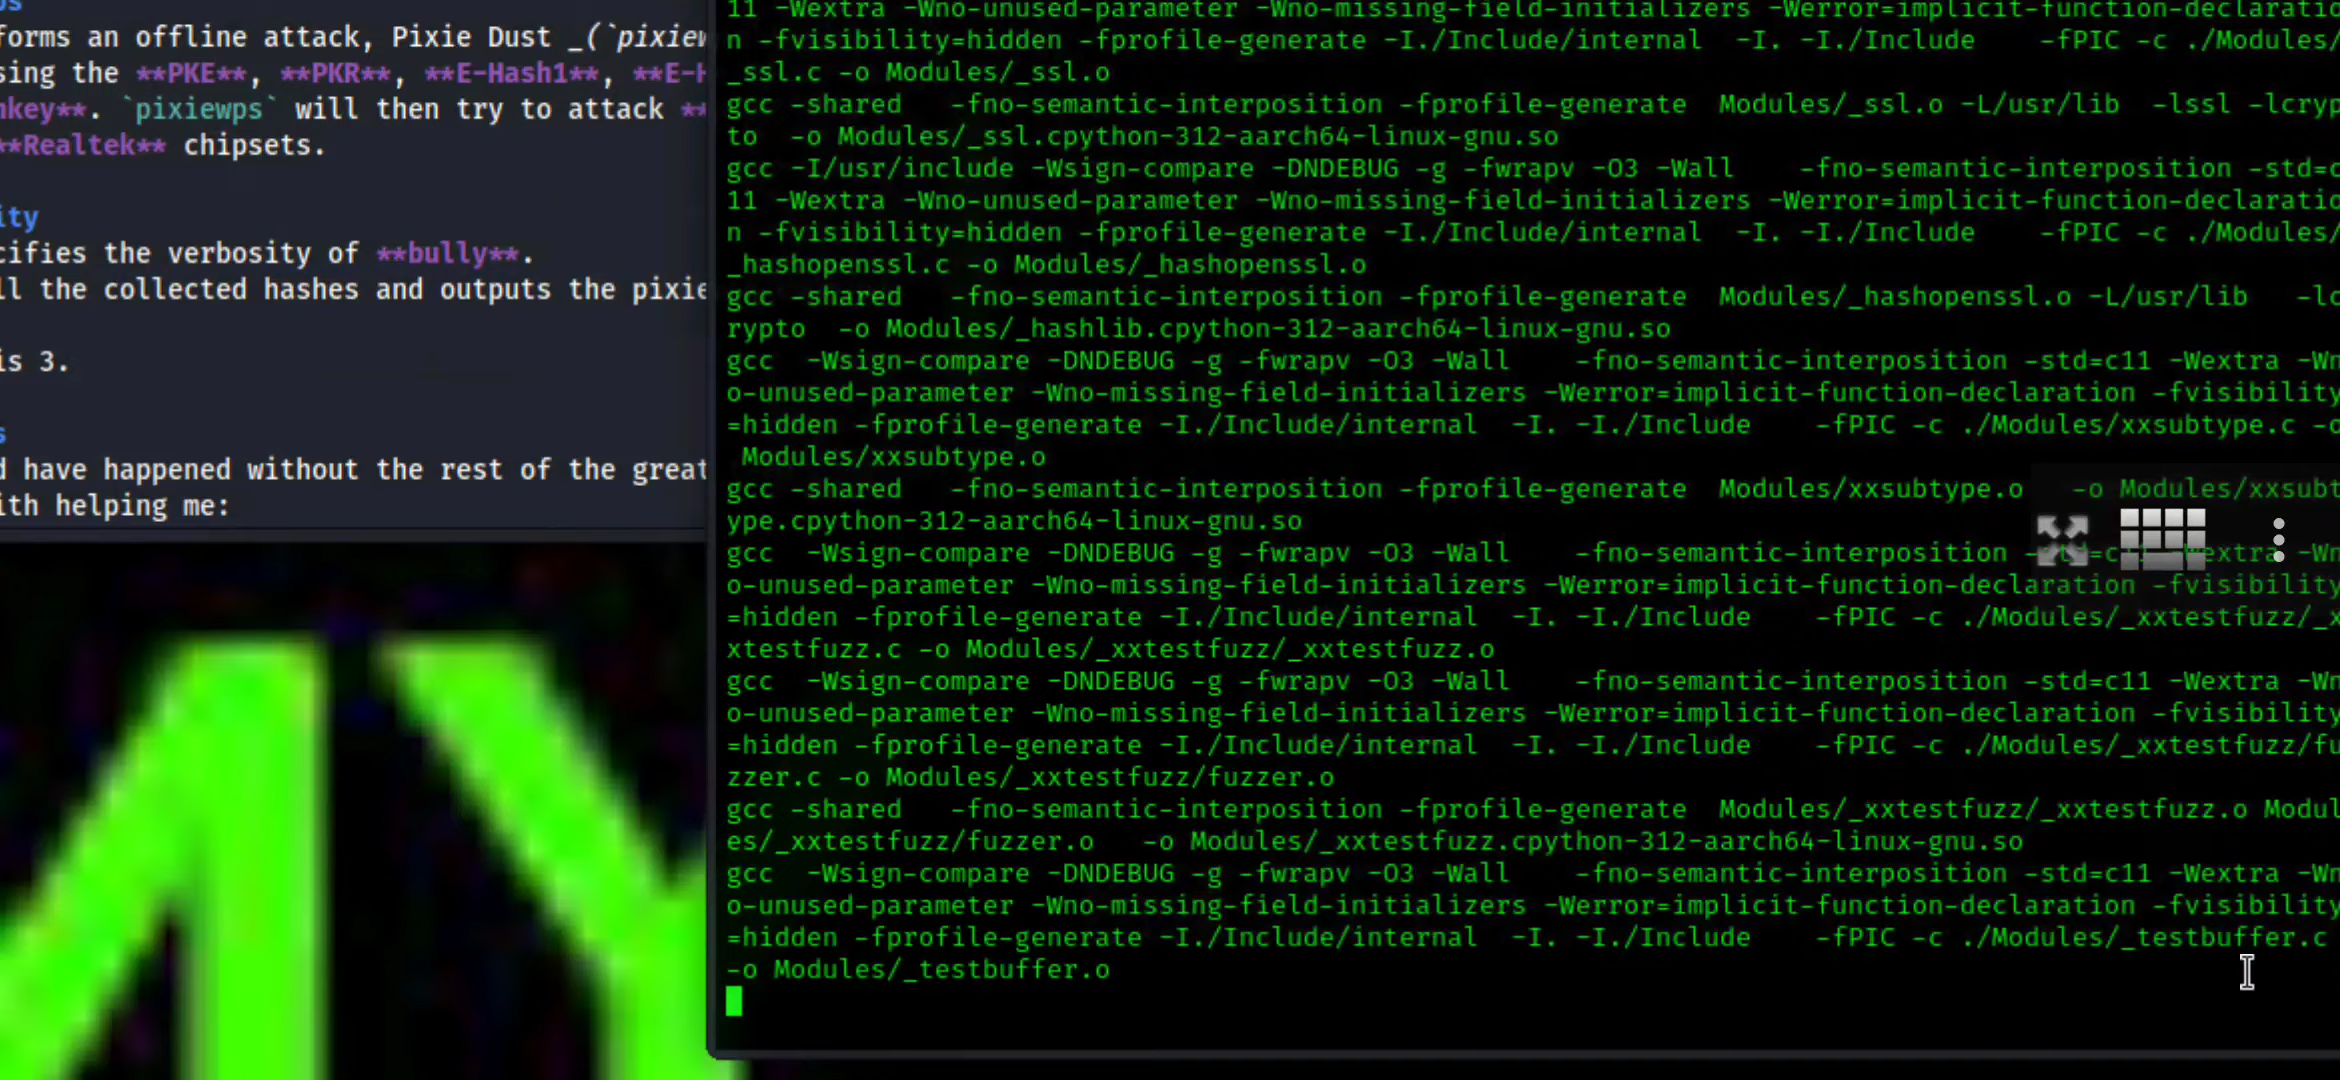 ps
forms an offline attack, Pixie Dust _(`pixiew
sing the **PKE**, **PKR**, **E-Hash1**, **E-H
nkey**. `pixiewps` will then try to attack **
**Realtek** chipsets.
ity
cifies the verbosity of **bully**.
ll the collected hashes and outputs the pixie
is 3.
s
d have happened without the rest of the great
ith helping me:
11 -Wextra -Wno-unused-parameter -Wno-missing-field-initializers -Werror=implicit-function-declaratio
n -fvisibility=hidden -fprofile-generate -I./Include/internal  -I. -I./Include    -fPIC -c ./Modules/
_ssl.c -o Modules/_ssl.o
gcc -shared   -fno-semantic-interposition -fprofile-generate  Modules/_ssl.o -L/usr/lib  -lssl -lcryp
to  -o Modules/_ssl.cpython-312-aarch64-linux-gnu.so
gcc -I/usr/include -Wsign-compare -DNDEBUG -g -fwrapv -O3 -Wall    -fno-semantic-interposition -std=c
11 -Wextra -Wno-unused-parameter -Wno-missing-field-initializers -Werror=implicit-function-declaratio
n -fvisibility=hidden -fprofile-generate -I./Include/internal  -I. -I./Include    -fPIC -c ./Modules/
_hashopenssl.c -o Modules/_hashopenssl.o
gcc -shared   -fno-semantic-interposition -fprofile-generate  Modules/_hashopenssl.o -L/usr/lib   -lc
rypto  -o Modules/_hashlib.cpython-312-aarch64-linux-gnu.so
gcc  -Wsign-compare -DNDEBUG -g -fwrapv -O3 -Wall    -fno-semantic-interposition -std=c11 -Wextra -Wn
o-unused-parameter -Wno-missing-field-initializers -Werror=implicit-function-declaration -fvisibility
=hidden -fprofile-generate -I./Include/internal  -I. -I./Include    -fPIC -c ./Modules/xxsubtype.c -o
 Modules/xxsubtype.o
gcc -shared   -fno-semantic-interposition -fprofile-generate  Modules/xxsubtype.o   -o Modules/xxsubt
ype.cpython-312-aarch64-linux-gnu.so
gcc  -Wsign-compare -DNDEBUG -g -fwrapv -O3 -Wall    -fno-semantic-interposition -std=c11 -Wextra -Wn
o-unused-parameter -Wno-missing-field-initializers -Werror=implicit-function-declaration -fvisibility
=hidden -fprofile-generate -I./Include/internal  -I. -I./Include    -fPIC -c ./Modules/_xxtestfuzz/_x
xtestfuzz.c -o Modules/_xxtestfuzz/_xxtestfuzz.o
gcc  -Wsign-compare -DNDEBUG -g -fwrapv -O3 -Wall    -fno-semantic-interposition -std=c11 -Wextra -Wn
o-unused-parameter -Wno-missing-field-initializers -Werror=implicit-function-declaration -fvisibility
=hidden -fprofile-generate -I./Include/internal  -I. -I./Include    -fPIC -c ./Modules/_xxtestfuzz/fu
zzer.c -o Modules/_xxtestfuzz/fuzzer.o
gcc -shared   -fno-semantic-interposition -fprofile-generate  Modules/_xxtestfuzz/_xxtestfuzz.o Modul
es/_xxtestfuzz/fuzzer.o   -o Modules/_xxtestfuzz.cpython-312-aarch64-linux-gnu.so
gcc  -Wsign-compare -DNDEBUG -g -fwrapv -O3 -Wall    -fno-semantic-interposition -std=c11 -Wextra -Wn
o-unused-parameter -Wno-missing-field-initializers -Werror=implicit-function-declaration -fvisibility
=hidden -fprofile-generate -I./Include/internal  -I. -I./Include    -fPIC -c ./Modules/_testbuffer.c
-o Modules/_testbuffer.o